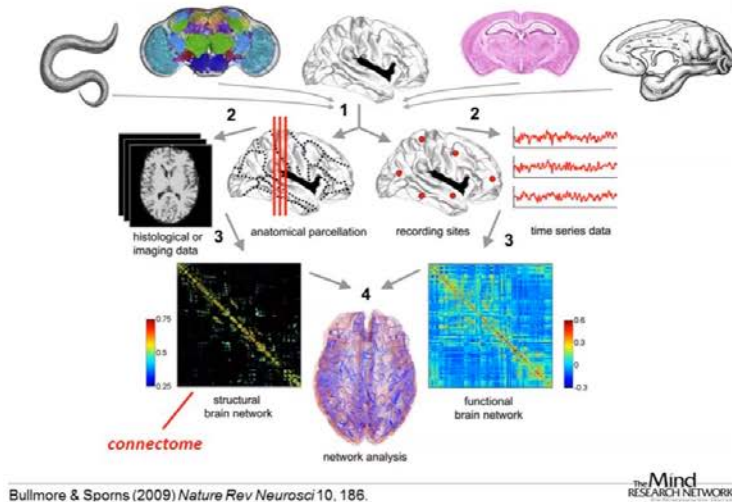 1
2
2
histological or
imaging data
3
anatomical parcellation
recording sites
3
time series data
4
0.75
0.5
0.25
0.6
0
-0.3
structural
brain network
functional
brain network
connectome
network analysis
Bullmore & Sporns (2009) Nature Rev Neurosci 10, 186.
The Mind
RESEARCH NETWORK